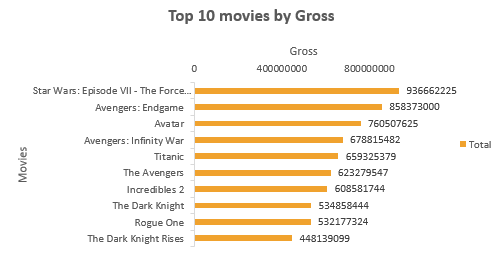 Top 10 movies by Gross
Gross
0 400000000 800000000
Star Wars: Episode VII - The Force... 936662225
Avengers: Endgame 858373000
Avatar 760507625
Avengers: Infinity War 678815482
Titanic 659325379
The Avengers 623279547
Incredibles 2 608581744
The Dark Knight 534858444
Rogue One 532177324
The Dark Knight Rises 448139099
Movies
Total